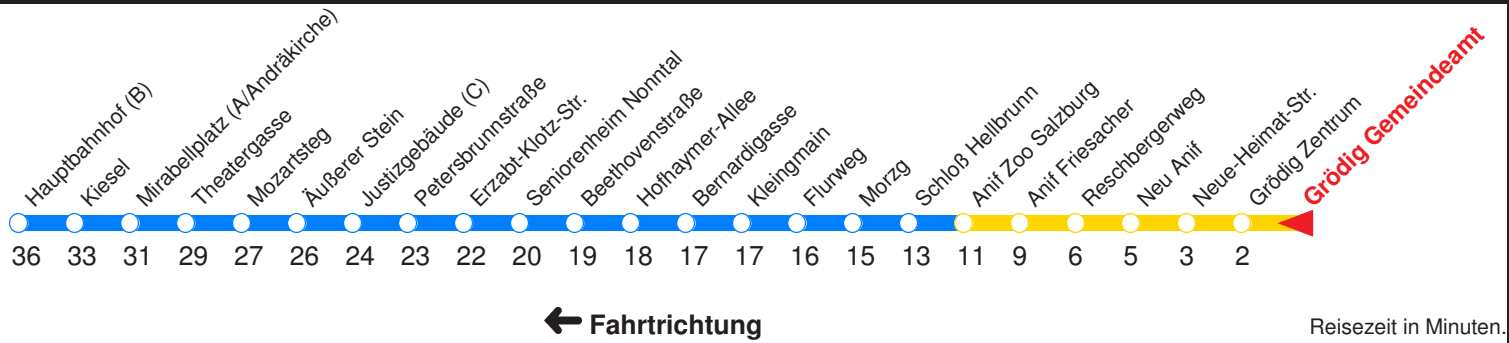 Hauptbahnhof (B)
Kiesel
Mirabellplatz (A/Andräkirche)
Theatergasse
Mozartsteg
Äußerer Stein
Justizgebäude (C)
Petersbrunnstraße
Erzabt-Klotz-Str.
Seniorenheim Nonntal
Beethovenstraße
Hofhaymer-Allee
Bernardigasse
Kleingmain
Flurweg
Morzg
Schloß Hellbrunn
Anif Zoo Salzburg
Anif Friesacher
Reschbergerweg
Neu Anif
Neue-Heimat-Str.
Grödig Zentrum
Grödig Gemeindeamt
36 33 31 29 27 26 24 23 22 20 19 18 17 17 16 15 13 11 9 6 5 3 2
Fahrtrichtung
Reisezeit in Minuten.